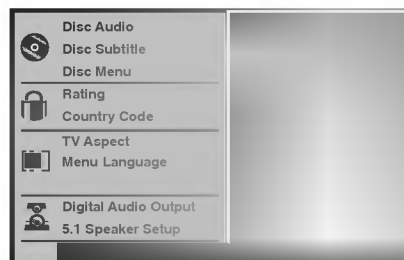 Disc Audio
Disc Subtitle
Disc Menu
Rating
Country Code
TV Aspect
Menu Language
Digital Audio Output
5.1 Speaker Setup